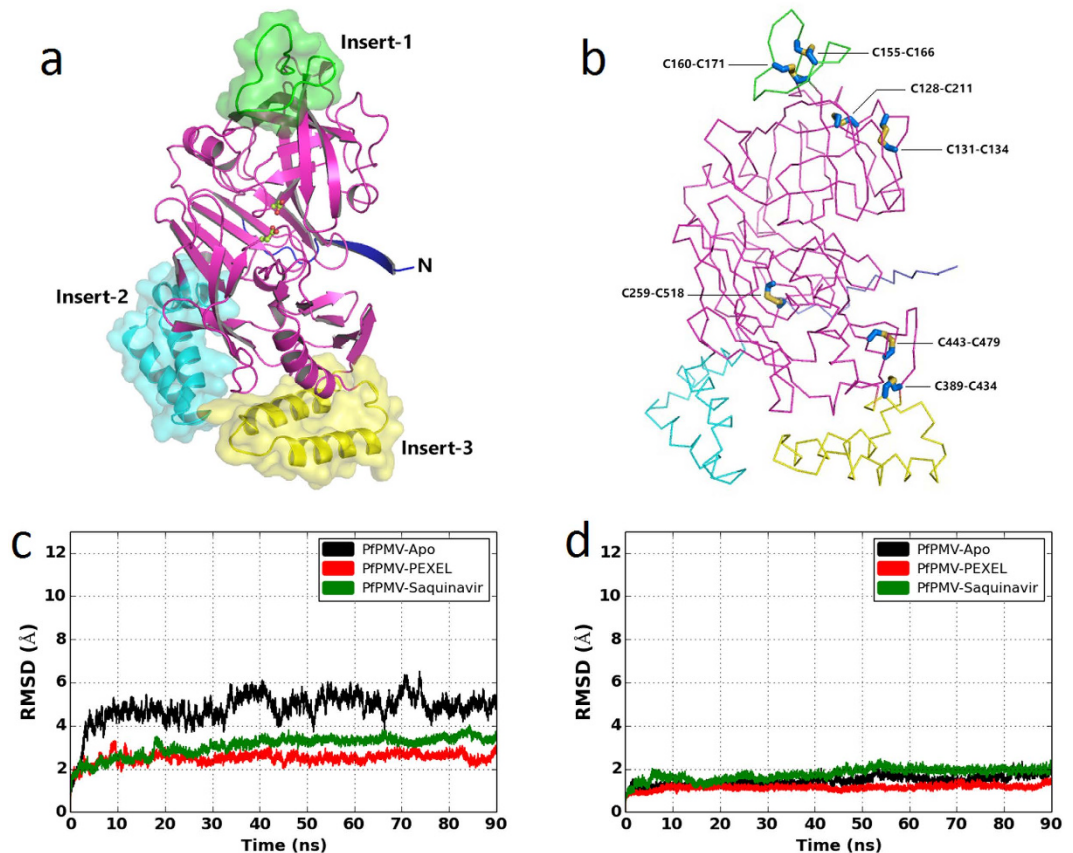 a
Insert-1
N
Insert-2
Insert-3
b
C155-C166
C160-C171
C128-C211
C131-C134
C259-C518
C443-C479
C389-C434
c
RMSD (Å)
12
10
8
6
4
2
0
PfPMV-Apo
PfPMV-PEXEL
PfPMV-Saquinavir
0 10 20 30 40 50 60 70 80 90
Time (ns)
d
RMSD (Å)
12
10
8
6
4
2
0
PfPMV-Apo
PfPMV-PEXEL
PfPMV-Saquinavir
0 10 20 30 40 50 60 70 80 90
Time (ns)